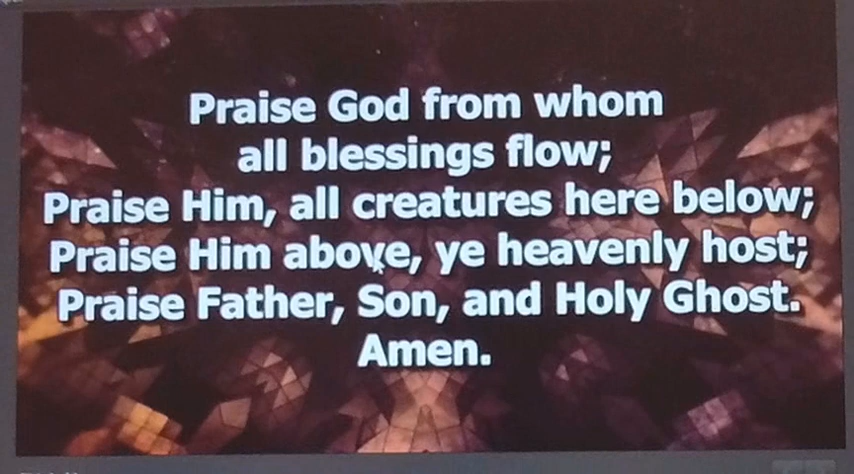 Praise God from whom
all blessings flow;
Praise Him, all creatures here below;
Praise Him above, ye heavenly host;
Praise Father, Son, and Holy Ghost.
Amen.